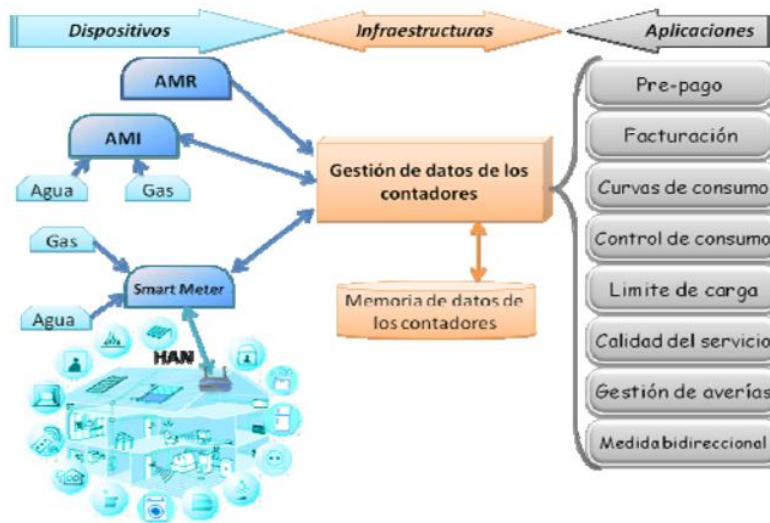 Dispositivos
Infraestructuras
Aplicaciones
AMR
AMI
Agua
Gas
Gas
Agua
Smart Meter
HAN
Gestión de datos de los
contadores
Memoria de datos de
los contadores
Pre-pago
Facturación
Curvas de consumo
Control de consumo
Limite de carga
Calidad del servicio
Gestión de averías
Medida bidireccional